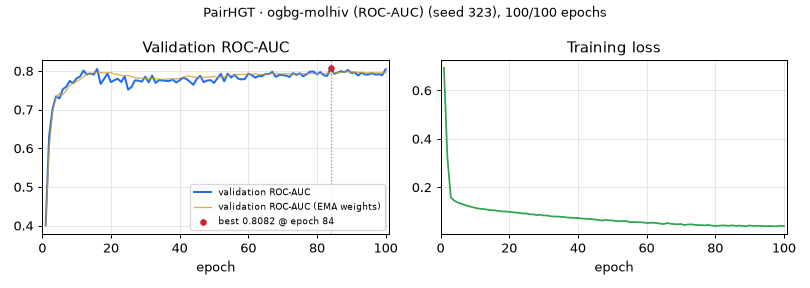 PairHGT · ogbg-molhiv (ROC-AUC) (seed 323), 100/100 epochs
Validation ROC-AUC
0.8
0.7
0.6
0.5
0.4
validation ROC-AUC
validation ROC-AUC (EMA weights)
best 0.8082 @ epoch 84
0 20 40 60 80 100
epoch
Training loss
0.6
0.4
0.2
0 20 40 60 80 100
epoch